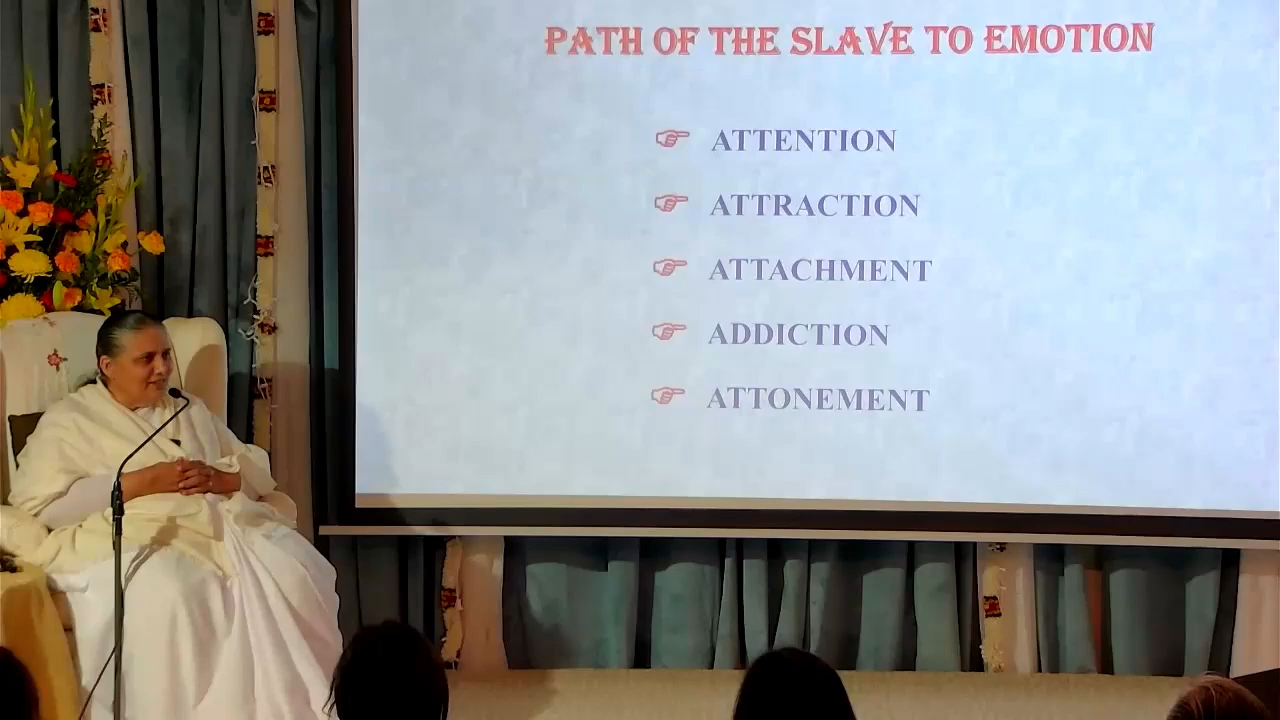 PATH OF THE SLAVE TO EMOTION
ATTENTION
ATTRACTION
ATTACHMENT
ADDICTION
ATTONEMENT